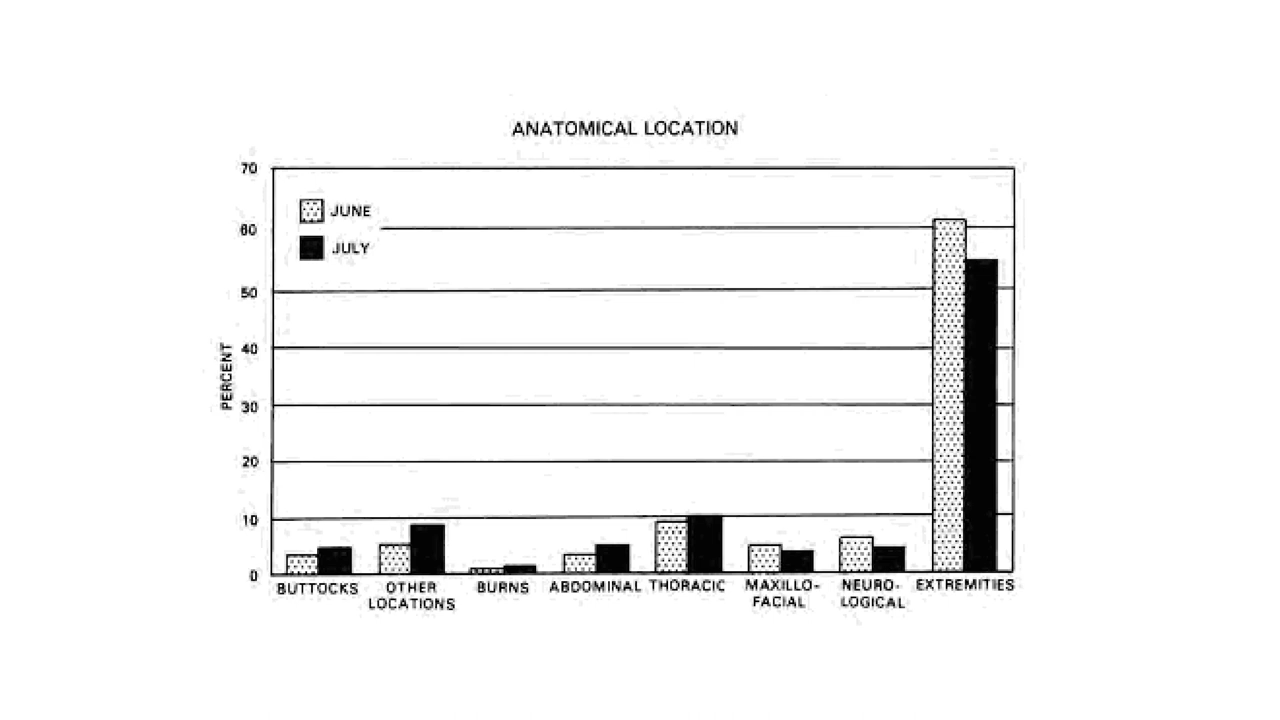 ANATOMICAL LOCATION
70
JUNE
60
JULY
50
40
PERCENT
30
20
10
0
BUTTOCKS OTHER LOCATIONS BURNS ABDOMINAL THORACIC MAXILLO-FACIAL NEURO-LOGICAL EXTREMITIES